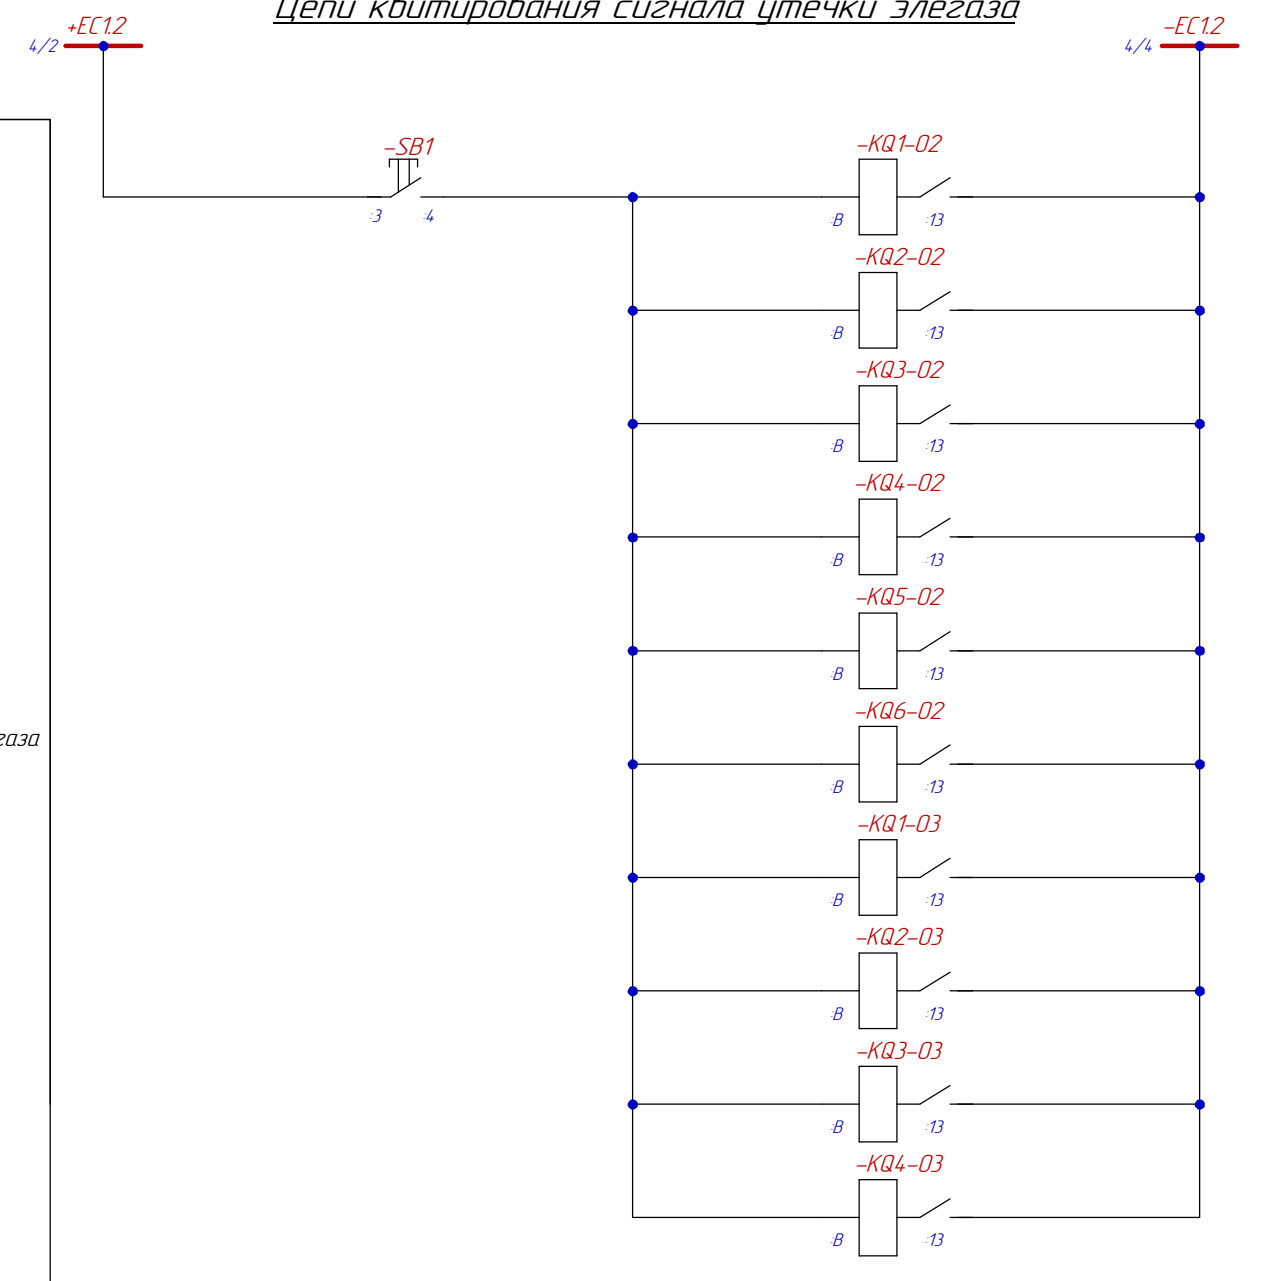 Цепи квитирования сигнала утечки элегаза
+EC1.2
-EC1.2
4/2
4/4
-SB1
:3
:4
-KQ1-02
:B
:13
-KQ2-02
:B
:13
-KQ3-02
:B
:13
-KQ4-02
:B
:13
-KQ5-02
:B
:13
-KQ6-02
:B
:13
газа
-KQ1-03
:B
:13
-KQ2-03
:B
:13
-KQ3-03
:B
:13
-KQ4-03
:B
:13